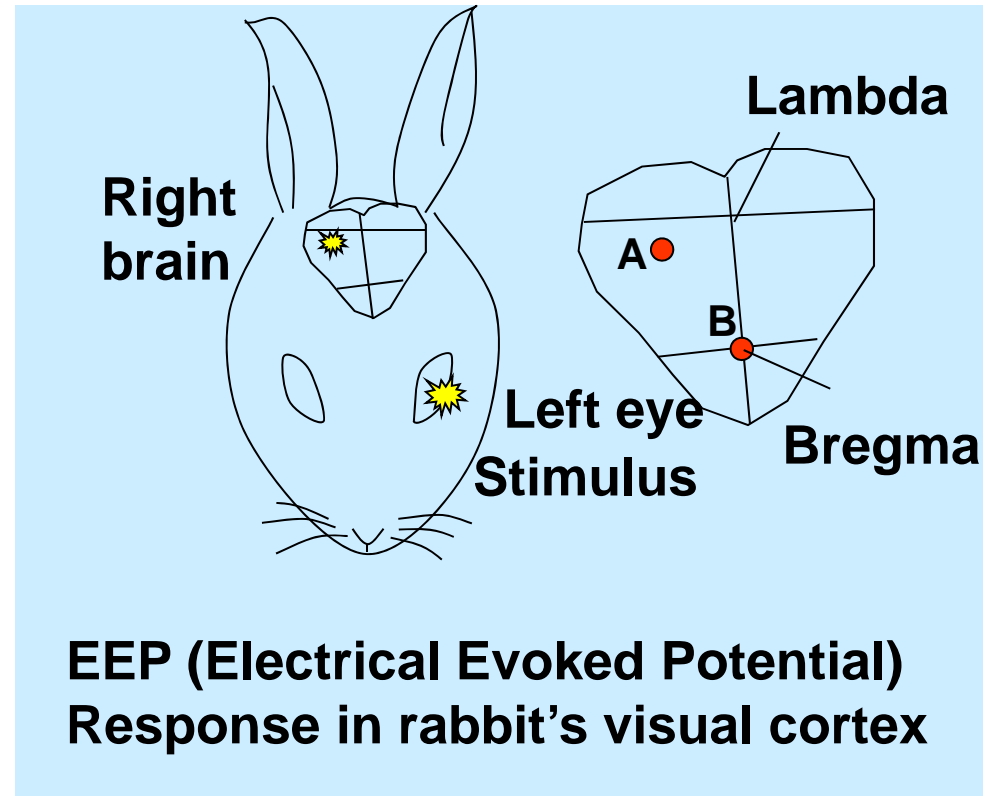 Lambda
Right
brain
A
B
Left eye
Stimulus
Bregma
EEP (Electrical Evoked Potential)
Response in rabbit’s visual cortex